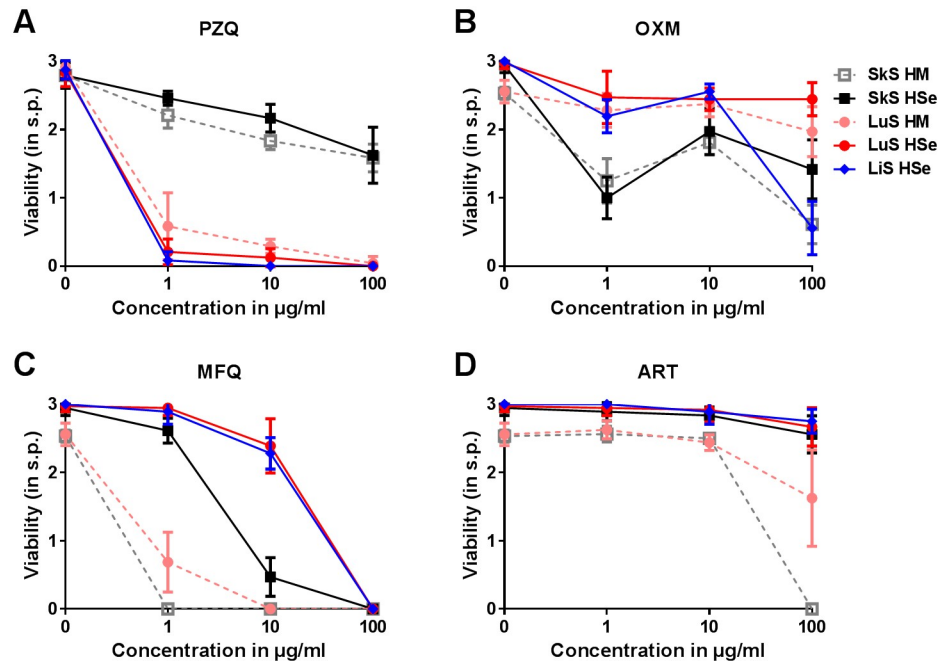 A
PZQ
Viability (in s.p.)
3
2
1
0
0
1
10
100
Concentration in µg/ml
B
OXM
Viability (in s.p.)
3
2
1
0
0
1
10
100
Concentration in µg/ml
SkS HM
SkS HSe
LuS HM
LuS HSe
LiS HSe
C
MFQ
Viability (in s.p.)
3
2
1
0
0
1
10
100
Concentration in µg/ml
D
ART
Viability (in s.p.)
3
2
1
0
0
1
10
100
Concentration in µg/ml